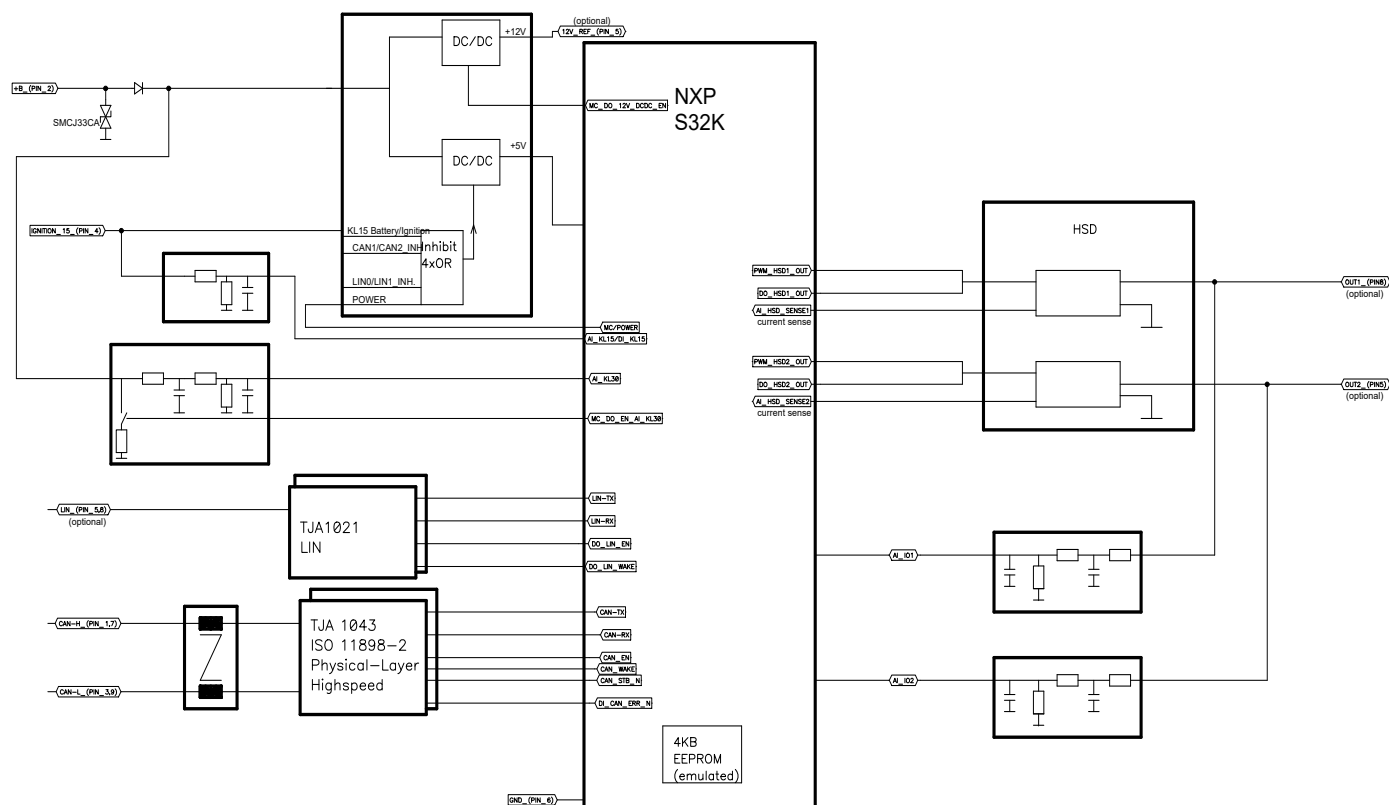 (optional)
12V_REF_(PIN_5)
+12V
DC/DC
+B_(PIN_2)
SMCJ33CA
MC_DO_12V_DCDC_EN
NXP
S32K
+5V
DC/DC
IGNITION_15_(PIN_4)
KL15 Battery/Ignition
CAN1/CAN2_INH
Inhibit
4xOR
LIN0/LIN1_INH.
POWER
MC/POWER
AI_KL15/DI_KL15
AI_KL30
MC_DO_EN_AI_KL30
HSD
PWM_HSD1_OUT
DO_HSD1_OUT
AI_HSD_SENSE1
current sense
PWM_HSD2_OUT
DO_HSD2_OUT
AI_HSD_SENSE2
current sense
OUT1_(PIN8)
(optional)
OUT2_(PIN5)
(optional)
LIN_(PIN_5,8)
(optional)
TJA1021
LIN
LIN-TX
LIN-RX
DO_LIN_EN
DO_LIN_WAKE
CAN-H_(PIN_1,7)
CAN-L_(PIN_3,9)
TJA 1043
ISO 11898-2
Physical-Layer
Highspeed
CAN-TX
CAN-RX
CAN_EN
CAN_WAKE
CAN_STB_N
DI_CAN_ERR_N
AI_IO1
AI_IO2
4KB
EEPROM
(emulated)
GND_(PIN_6)